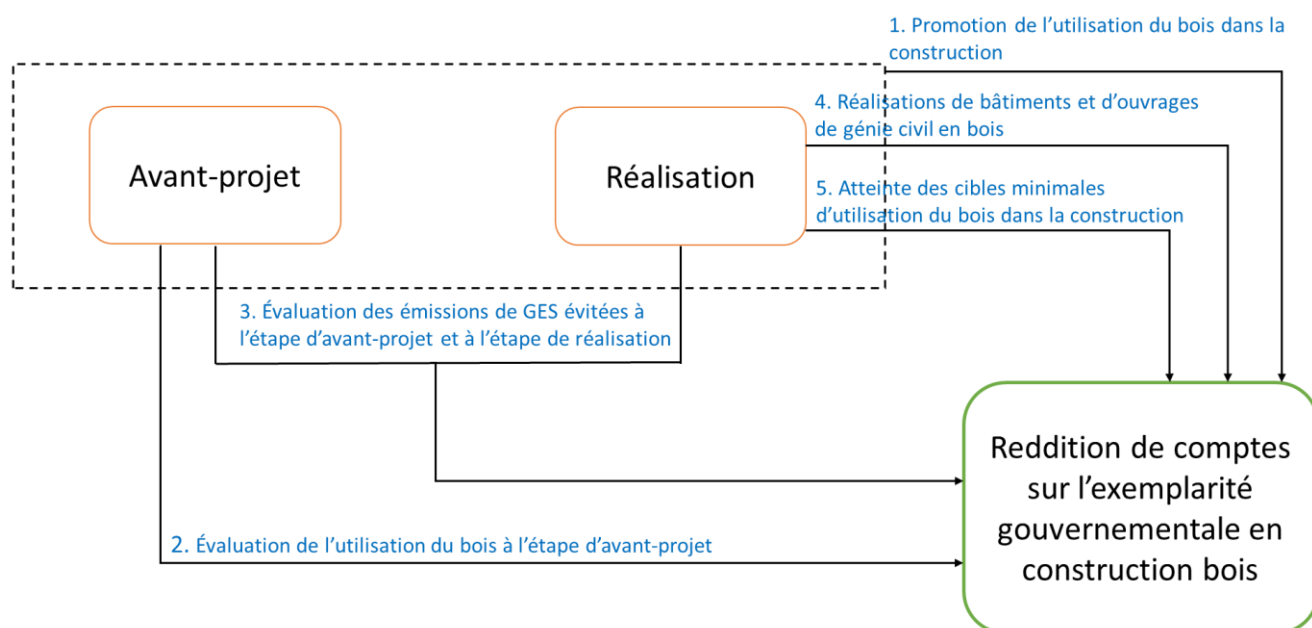 1. Promotion de l’utilisation du bois dans la
construction
Avant-projet
Réalisation
4. Réalisations de bâtiments et d’ouvrages
de génie civil en bois
5. Atteinte des cibles minimales
d’utilisation du bois dans la construction
3. Évaluation des émissions de GES évitées à
l’étape d’avant-projet et à l’étape de réalisation
2. Évaluation de l’utilisation du bois à l’étape d’avant-projet
Reddition de comptes
sur l’exemplarité
gouvernementale en
construction bois